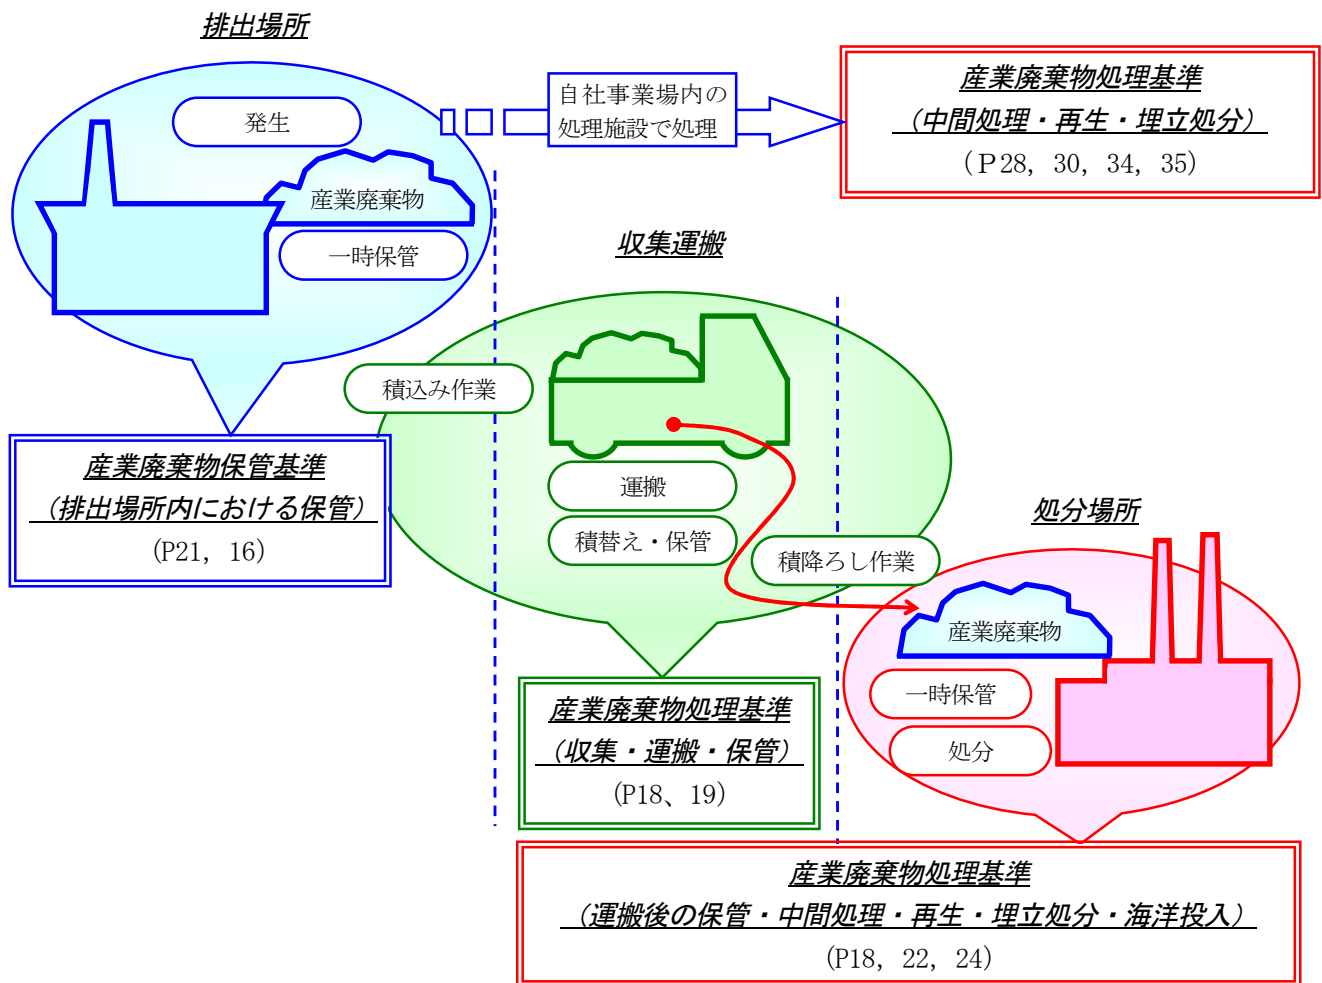 排出場所
発生
産業廃棄物
一時保管
自社事業場内の
処理施設で処理
産業廃棄物処理基準
（中間処理・再生・埋立処分）
（Ｐ28, 30, 34, 35）
収集運搬
積込み作業
運搬
積替え・保管
積降ろし作業
産業廃棄物保管基準
（排出場所内における保管）
(P21, 16)
処分場所
産業廃棄物
一時保管
処分
産業廃棄物処理基準
（収集・運搬・保管）
(P18、19)
産業廃棄物処理基準
（運搬後の保管・中間処理・再生・埋立処分・海洋投入）
(P18, 22, 24)